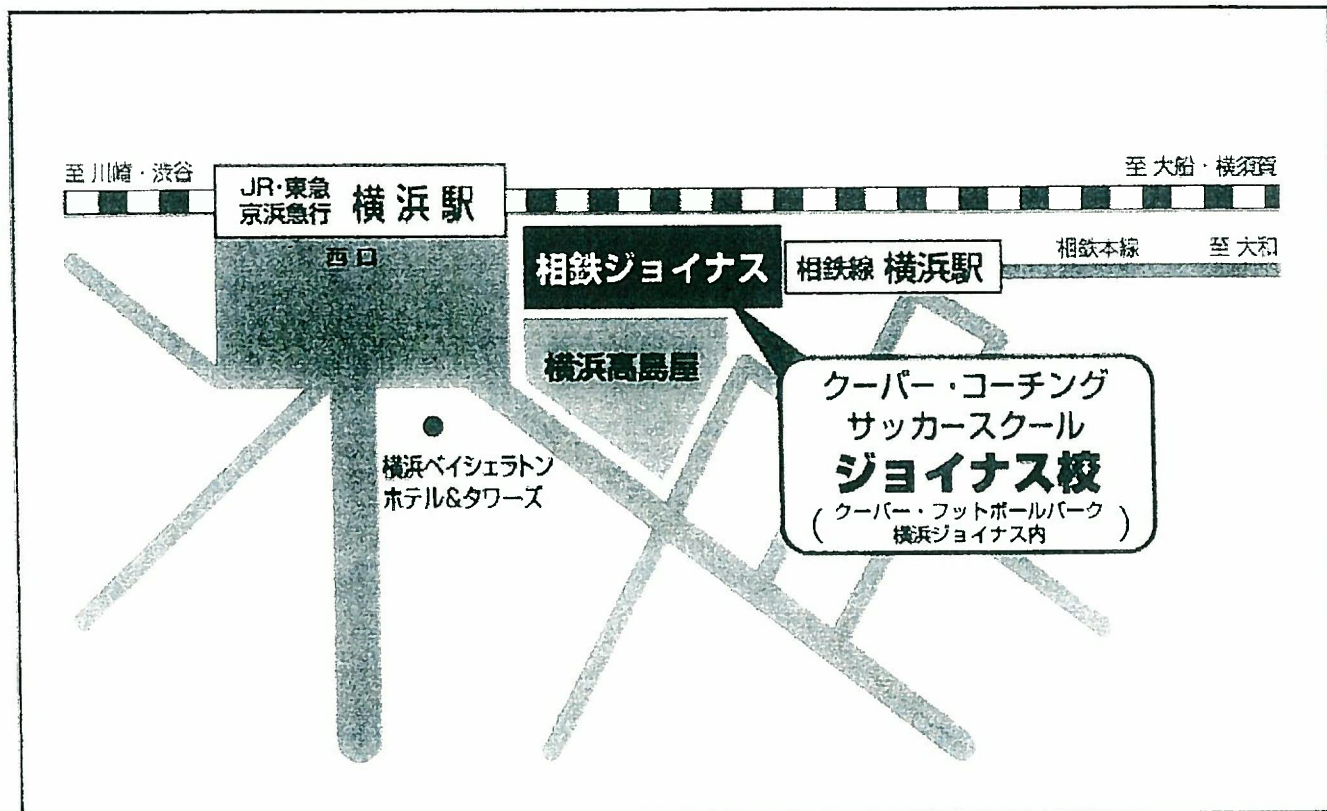 至 川崎・渋谷
JR・東急
京浜急行 横浜駅
至 大船・横須賀
西口
相鉄ジョイナス
相鉄線 横浜駅
相鉄本線
至 大和
横浜高島屋
横浜ベイシェラトン
ホテル&タワーズ
クーパー・コーチング
サッカースクール
ジョイナス校
(クーパー・フットボールパーク
横浜ジョイナス内)